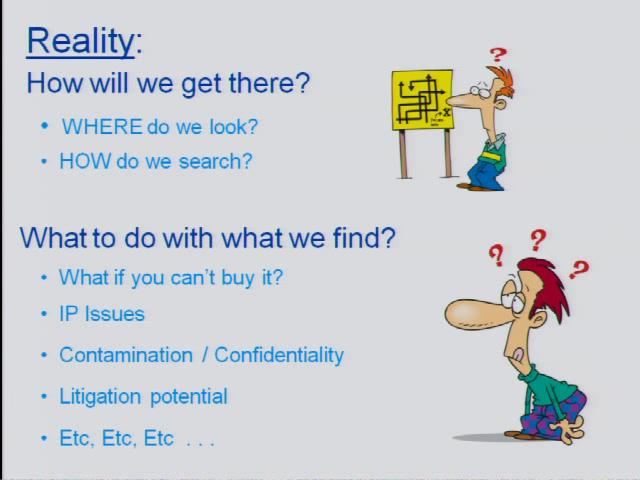 Reality:
How will we get there?
• WHERE do we look?
• HOW do we search?
What to do with what we find?
• What if you can't buy it?
• IP Issues
• Contamination / Confidentiality
• Litigation potential
• Etc, Etc, Etc . . .
? 
X
? ? ?